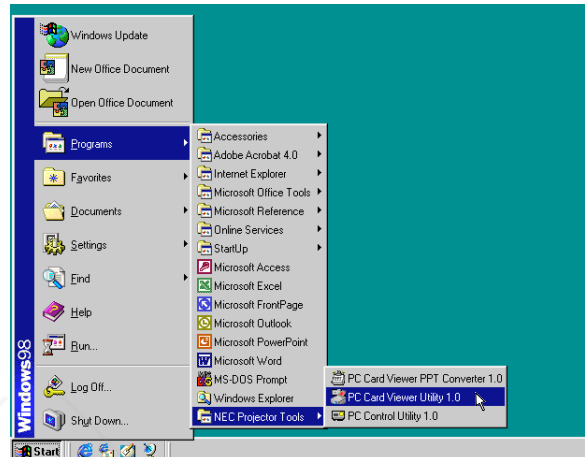 Windows Update
New Office Document
Open Office Document
Programs
Favorites
Documents
Settings
Find
Help
Run...
Log Off...
Shut Down...
Windows98
Accessories
Adobe Acrobat 4.0
Internet Explorer
Microsoft Office Tools
Microsoft Reference
Online Services
StartUp
Microsoft Access
Microsoft Excel
Microsoft FrontPage
Microsoft Outlook
Microsoft PowerPoint
Microsoft Word
MS-DOS Prompt
Windows Explorer
NEC Projector Tools
PC Card Viewer PPT Converter 1.0
PC Card Viewer Utility 1.0
PC Control Utility 1.0
Start